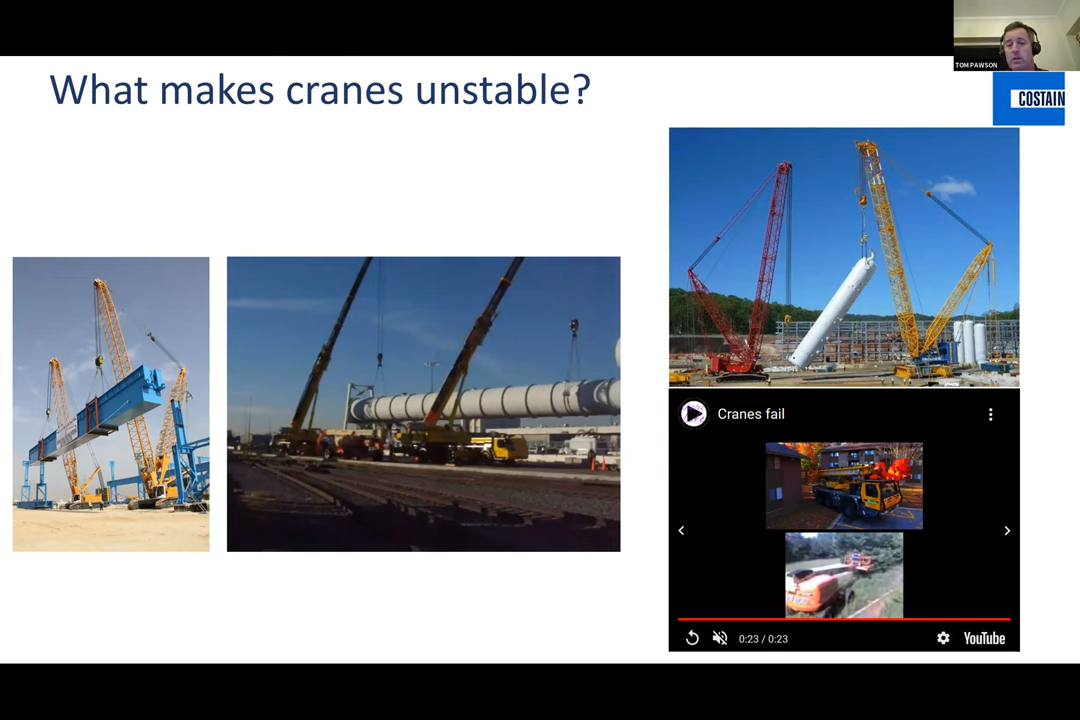 TOM PAWSON
What makes cranes unstable?
COSTAIN
Cranes fail
0:23 / 0:23
YouTube